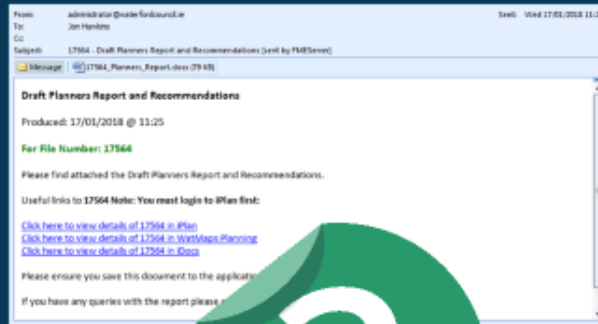 From: administrator@waterfordcouncil.ie Sent: Wed 17/01/2018 11:2
To: Jon Hawkins
Cc:
Subject: 17564 - Draft Planners Report and Recommendations (sent by FMEServer)
Message 17564_Planners_Report.docx (79 KB)
Draft Planners Report and Recommendations
Produced: 17/01/2018 @ 11:25
For File Number: 17564
Please find attached the Draft Planners Report and Recommendations.
Useful links to 17564 Note: You must login to iPlan first:
Click here to view details of 17564 in iPlan
Click here to view details of 17564 in WatMaps Planning
Click here to view details of 17564 in iDocs
Please ensure you save this document to the applicatio
If you have any queries with the report please